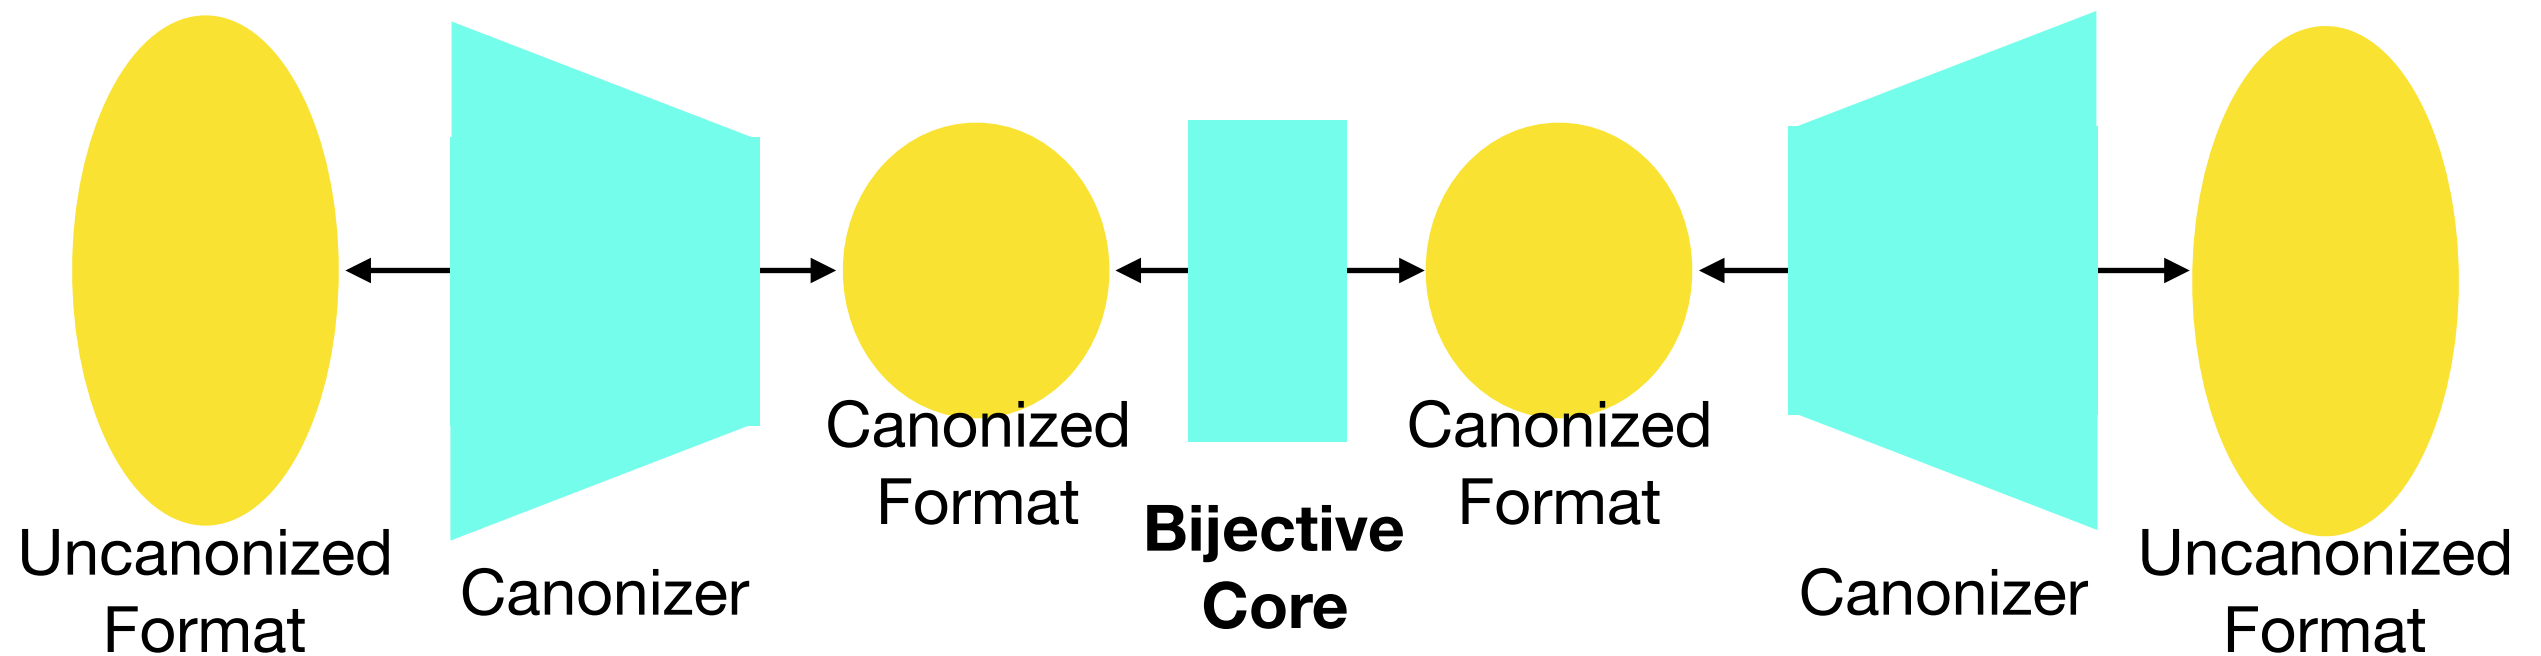 Uncanonized
Format
Canonizer
Canonized
Format
Bijective
Core
Canonized
Format
Canonizer
Uncanonized
Format